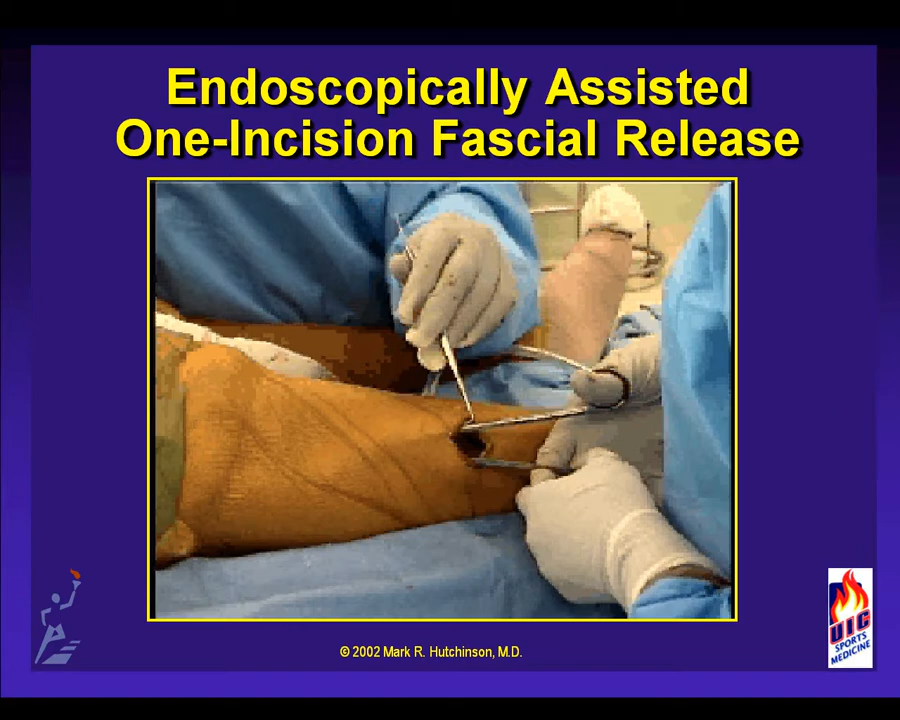 Endoscopically Assisted
One-Incision Fascial Release
© 2002 Mark R. Hutchinson, M.D.
UIC
SPORTS
MEDICINE